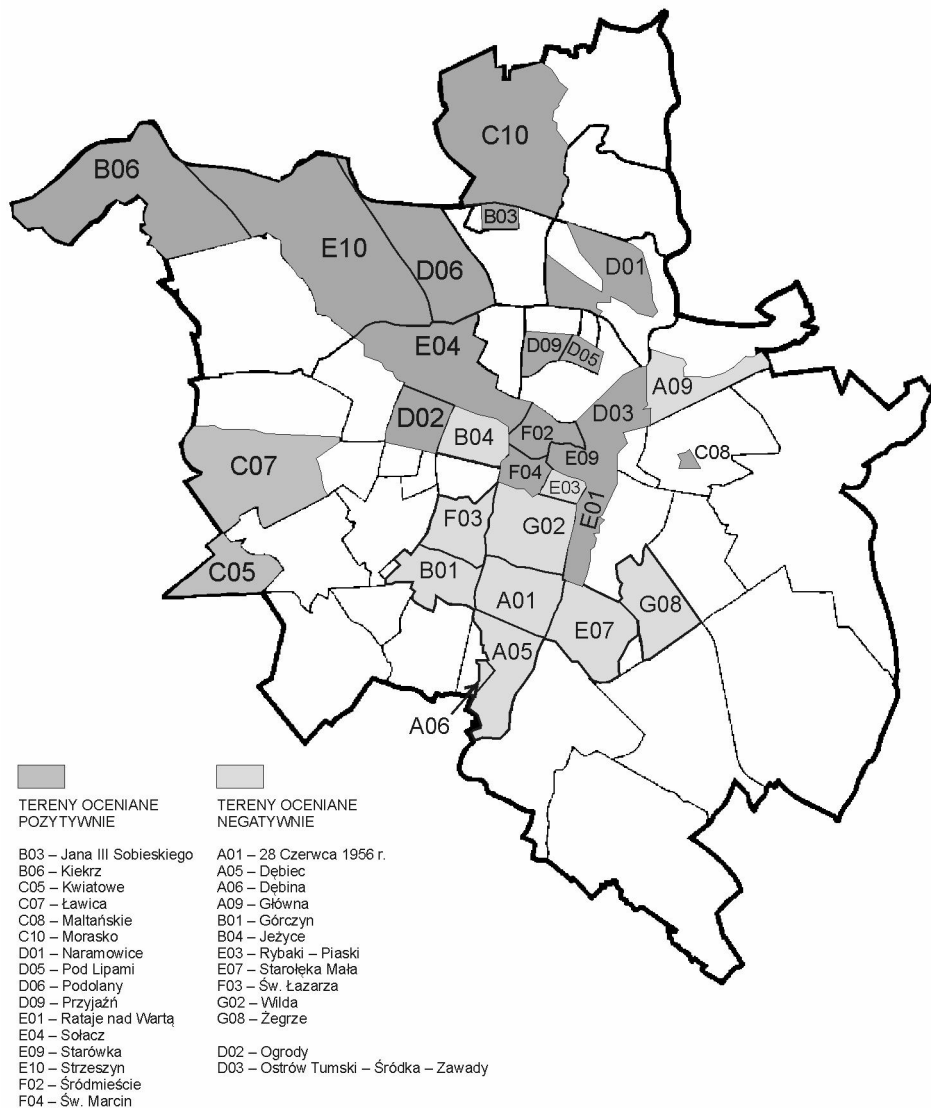 C10
B06
B03
E10
D06
D01
E04
D09
D05
A09
D02
B04
F02
D03
C07
F04
E09
C08
E03
F03
G02
E01
C05
B01
A01
G08
E07
A05
A06
TERENY OCENIANE
POZYTYWNIE
B03 – Jana III Sobieskiego
B06 – Kiekrz
C05 – Kwiatowe
C07 – Ławica
C08 – Maltańskie
C10 – Morasko
D01 – Naramowice
D05 – Pod Lipami
D06 – Podolany
D09 – Przyjaźń
E01 – Rataje nad Wartą
E04 – Sołacz
E09 – Starówka
E10 – Strzeszyn
F02 – Śródmieście
F04 – Św. Marcin
TERENY OCENIANE
NEGATYWNIE
A01 – 28 Czerwca 1956 r.
A05 – Dębiec
A06 – Dębina
A09 – Główna
B01 – Górczyn
B04 – Jeżyce
E03 – Rybaki – Piaski
E07 – Starołęka Mała
F03 – Św. Łazarza
G02 – Wilda
G08 – Żegrze
D02 – Ogrody
D03 – Ostrów Tumski – Śródka – Zawady